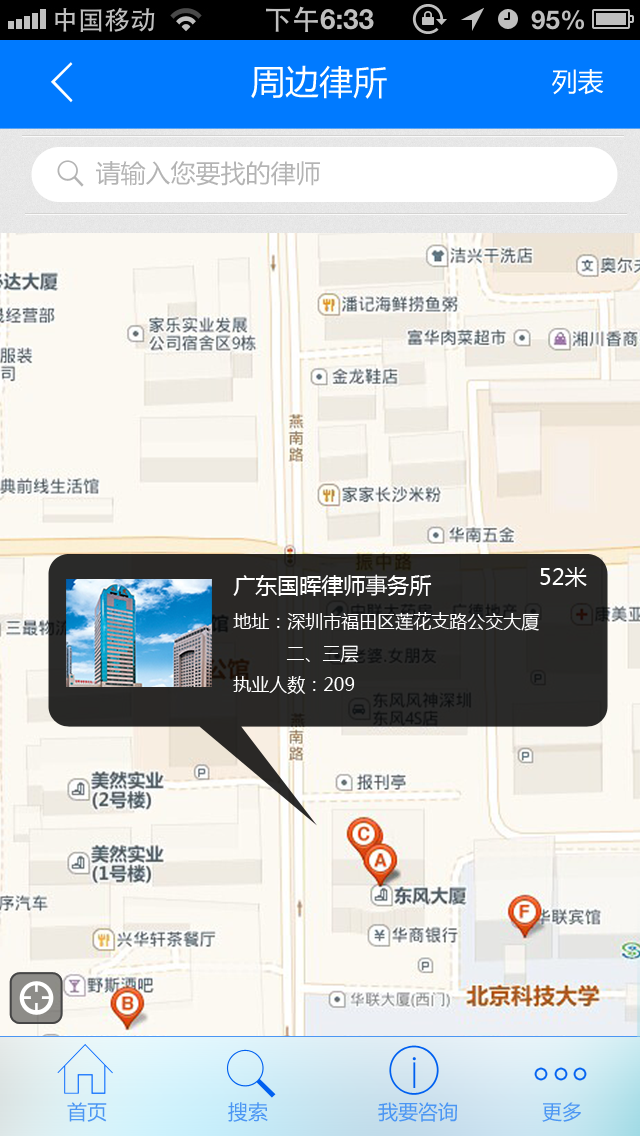 中国移动 下午6:33 95%
周边律所 列表
请输入您要找的律师
洁兴干洗店
达大厦
文 奥尔夫
经营部
潘记海鲜捞鱼粥
家乐实业发展
公司宿舍区9栋
富华肉菜超市
湘川香商
服装
司
金龙鞋店
燕南路
典前线生活馆
家家长沙米粉
华南五金
振中路
广东国晖律师事务所 52米
地址：深圳市福田区莲花支路公交大厦
二、三层
执业人数：209
三最物流
康美亚
公馆
老婆.女朋友
P
东风风神深圳
东风4S店
燕南路
P
P
美然实业
(2号楼)
报刊亭
C
A
美然实业
(1号楼)
东风大厦
序汽车
F
华联宾馆
兴华轩茶餐厅
¥ 华商银行
P
野斯酒吧
B
华联大厦(西门)
北京科技大学
首页 搜索 我要咨询 更多